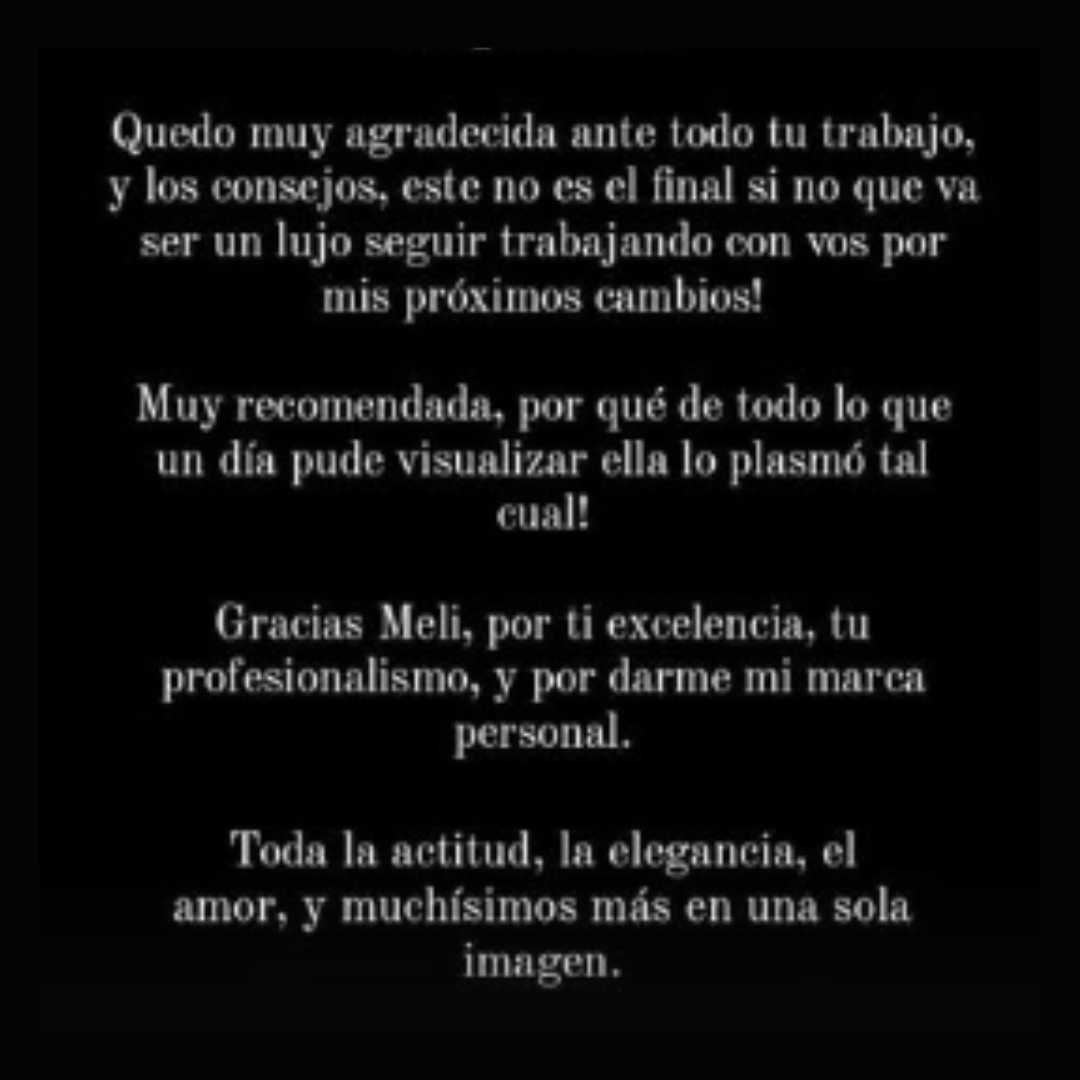 Quedo muy agradecida ante todo tu trabajo,
y los consejos, este no es el final si no que va
ser un lujo seguir trabajando con vos por
mis próximos cambios!
Muy recomendada, por qué de todo lo que
un día pude visualizar ella lo plasmó tal
cual!
Gracias Meli, por ti excelencia, tu
profesionalismo, y por darme mi marca
personal.
Toda la actitud, la elegancia, el
amor, y muchísimos más en una sola
imagen.